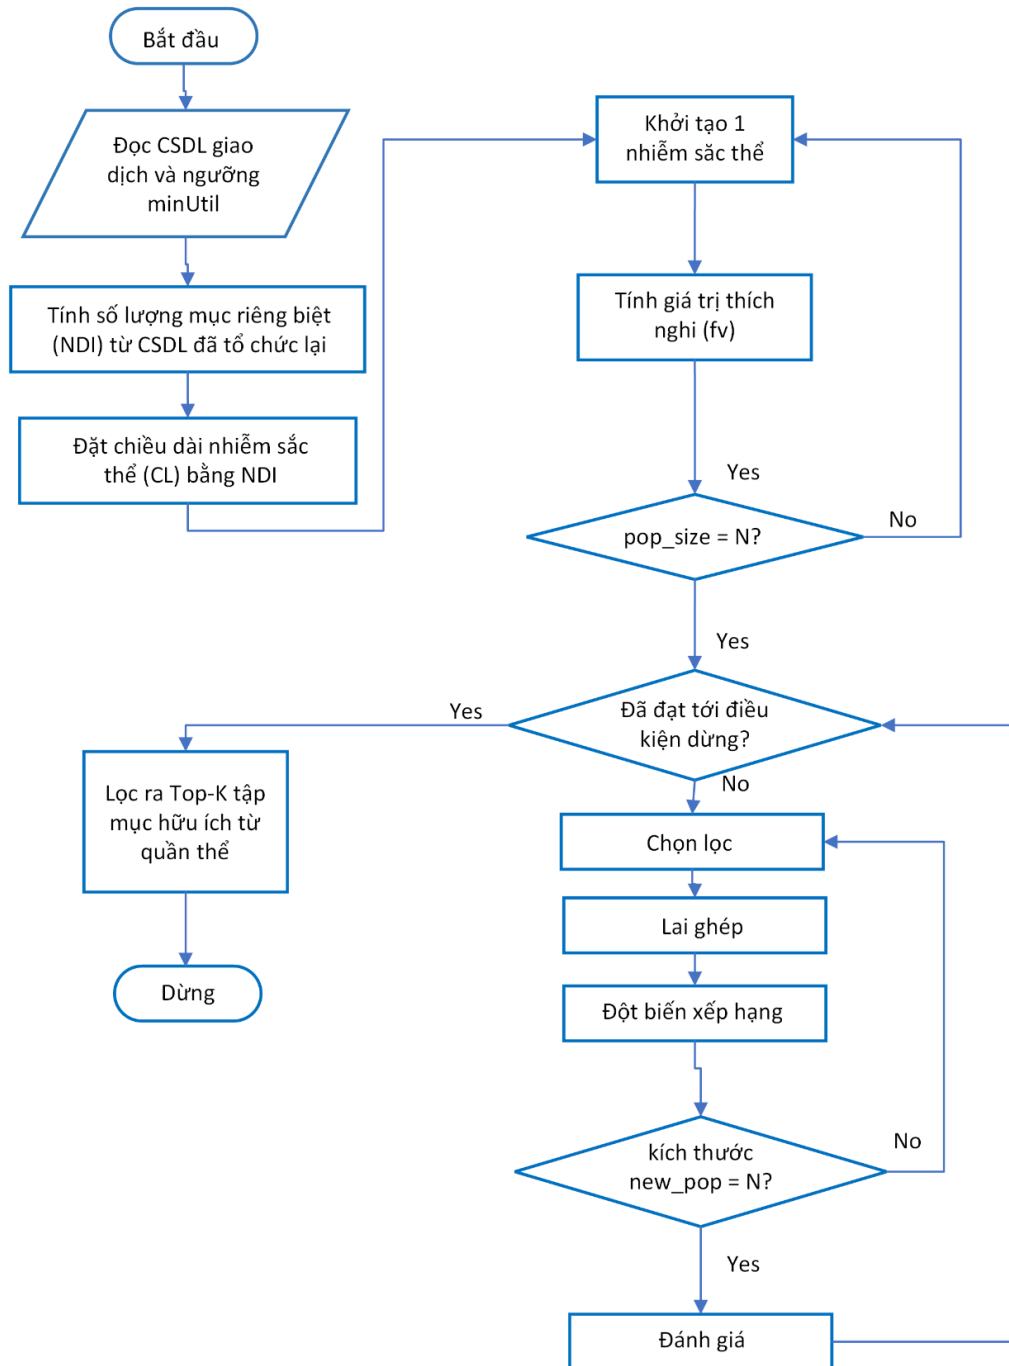 Bắt đầu
Đọc CSDL giao
dịch và ngưỡng
minUtil
Tính số lượng mục riêng biệt
(NDI) từ CSDL đã tổ chức lại
Đặt chiều dài nhiễm sắc
thể (CL) bằng NDI
Khởi tạo 1
nhiễm săc thể
Tính giá trị thích
nghi (fv)
Yes
pop_size = N?
No
Yes
Đã đạt tới điều
kiện dừng?
Yes
No
Lọc ra Top-K tập
mục hữu ích từ
quần thể
Dừng
Chọn lọc
Lai ghép
Đột biến xếp hạng
kích thước
new_pop = N?
No
Yes
Đánh giá